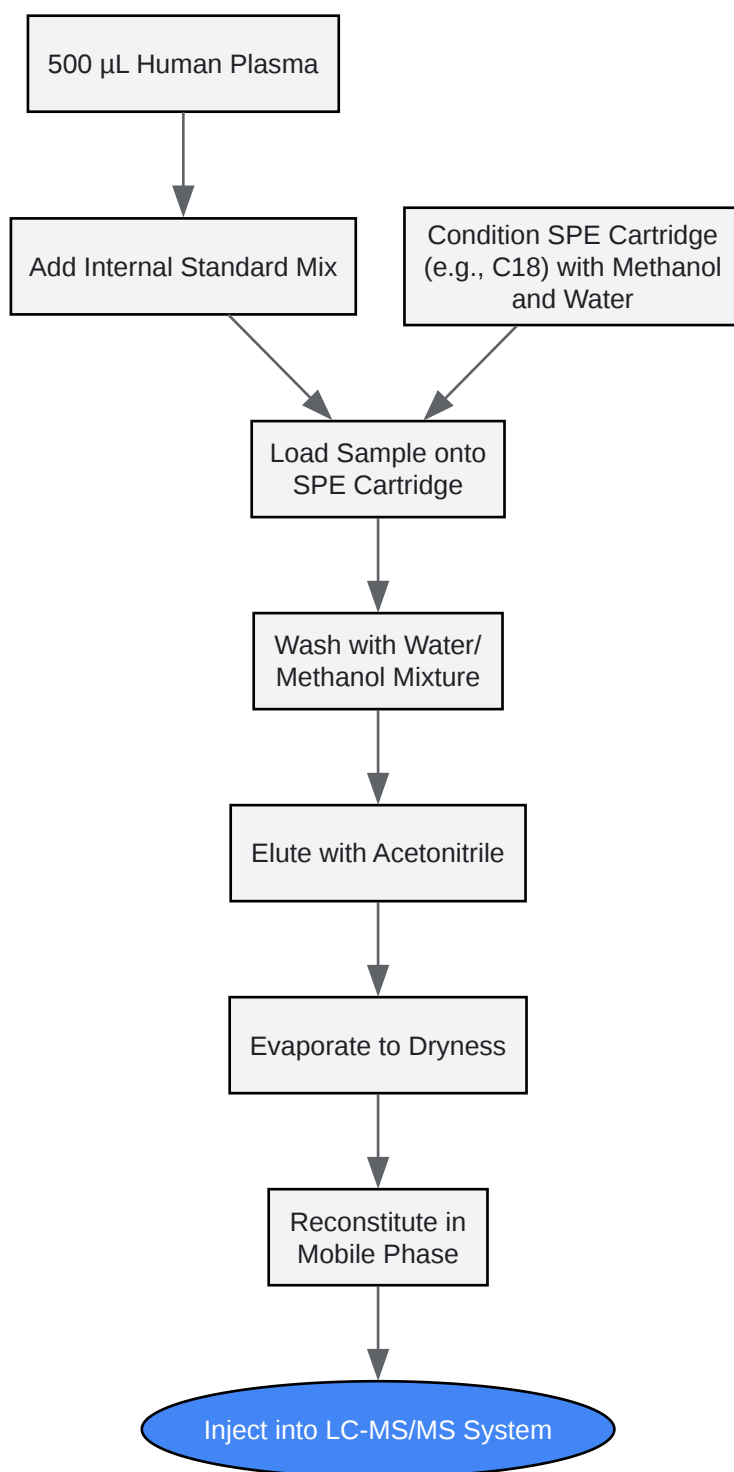 500 µL Human Plasma
Add Internal Standard Mix
Condition SPE Cartridge
(e.g., C18) with Methanol
and Water
Load Sample onto
SPE Cartridge
Wash with Water/
Methanol Mixture
Elute with Acetonitrile
Evaporate to Dryness
Reconstitute in
Mobile Phase
Inject into LC-MS/MS System